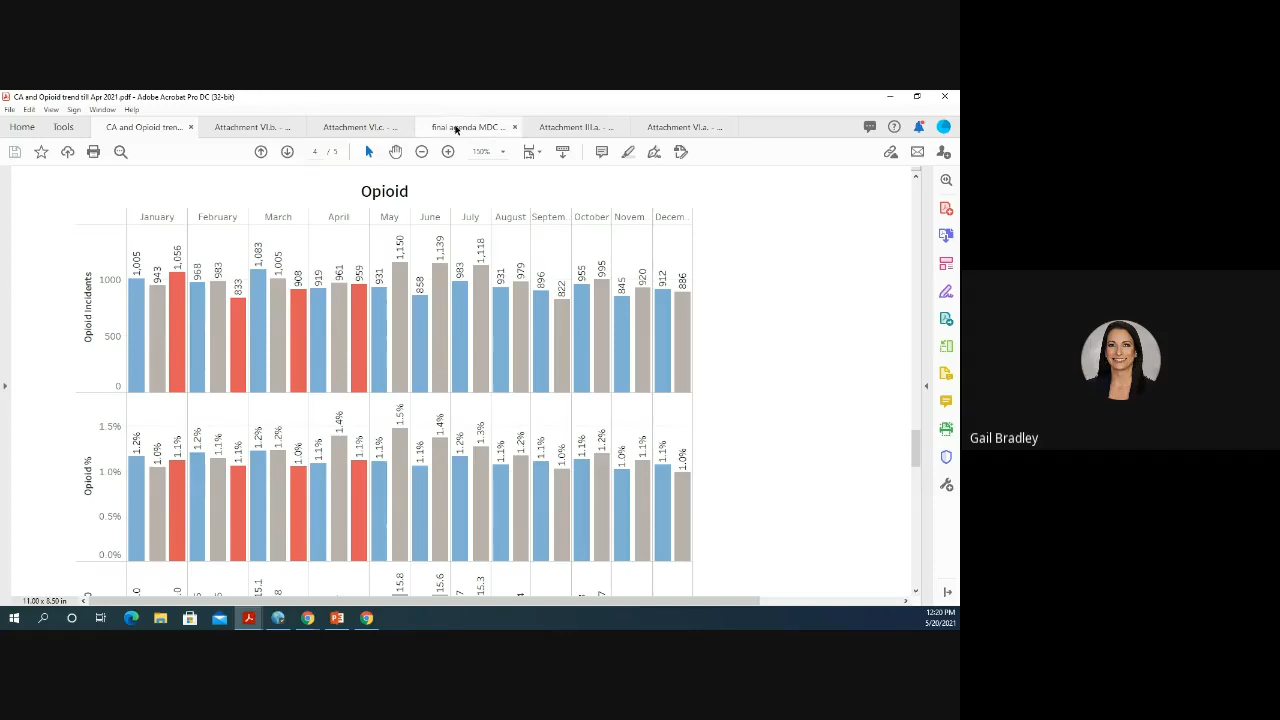 CA and Opioid trend till Apr 2021.pdf - Adobe Acrobat Pro DC (32-bit)
File Edit View Sign Window Help
Home Tools CA and Opioid tren... × Attachment VI.b. - ... Attachment VI.c. - ... final agenda MDC ... × Attachment III.a. - ... Attachment VI.a. - ...
4 / 5 150%
Opioid
January February March April May June July August Septem.. October Novem.. Decem..
Opioid Incidents
1000
500
0
1,005 943 1,056 968 983 833 1,083 1,005 908 919 961 959 931 1,150 858 1,139 983 1,118 931 979 896 822 955 995 845 920 912 886
Opioid %
1.5%
1.0%
0.5%
0.0%
1.2% 1.0% 1.1% 1.2% 1.1% 1.1% 1.2% 1.2% 1.0% 1.1% 1.4% 1.1% 1.1% 1.5% 1.1% 1.4% 1.2% 1.3% 1.1% 1.2% 1.1% 1.0% 1.1% 1.2% 1.0% 1.1% 1.1% 1.0%
15.1 15.8 15.6 15.3
11.00 x 8.50 in
12:20 PM
5/20/2021
Gail Bradley